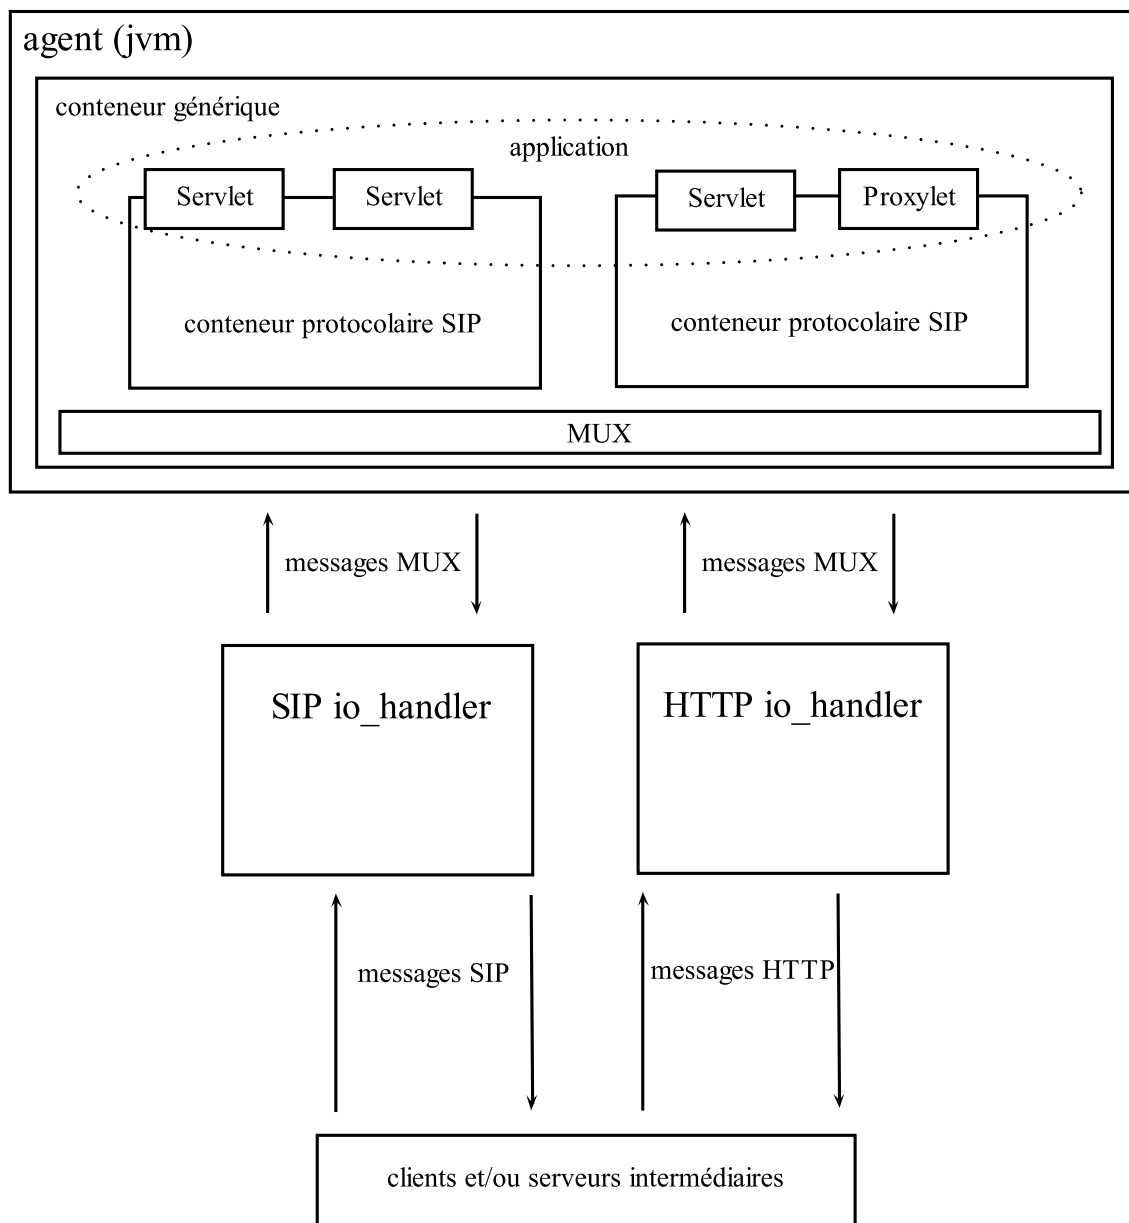 agent (jvm)
conteneur générique
application
Servlet
Servlet
Servlet
Proxylet
conteneur protocolaire SIP
conteneur protocolaire SIP
MUX
messages MUX
messages MUX
SIP io_handler
HTTP io_handler
messages SIP
messages HTTP
clients et/ou serveurs intermédiaires